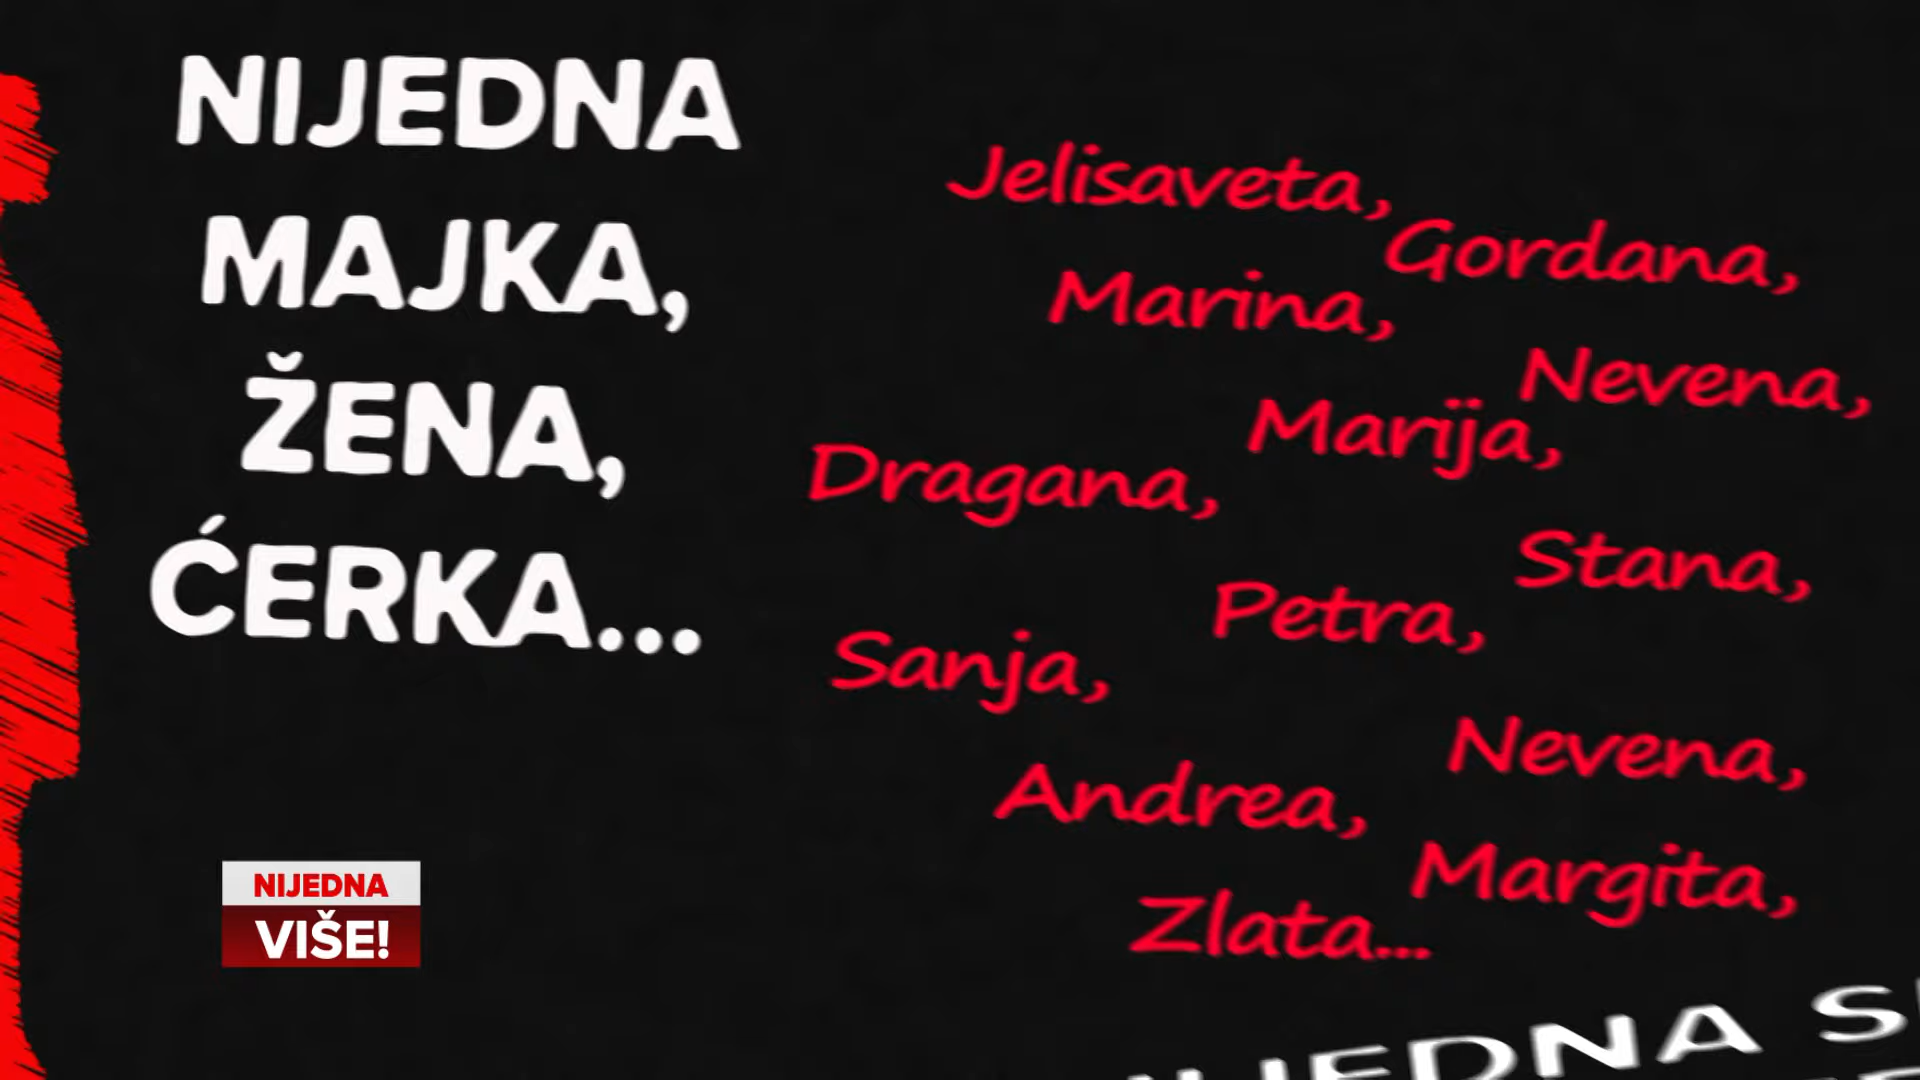 NIJEDNA
MAJKA,
ŽENA,
ĆERKA...
Jelisaveta,
Gordana,
Marina,
Nevena,
Marija,
Dragana,
Stana,
Petra,
Sanja,
Nevena,
Andrea,
Margita,
Zlata...
NIJEDNA
VIŠE!